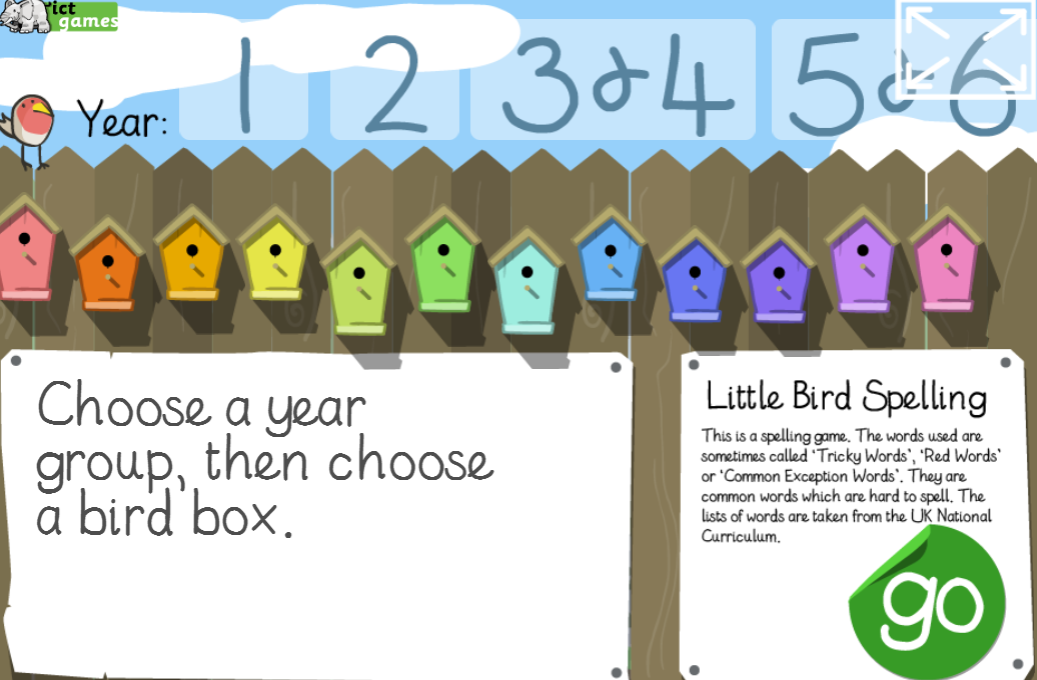 ict
games
Year: 1 2 3&4 5&6
Choose a year
group, then choose
a bird box.
Little Bird Spelling
This is a spelling game. The words used are
sometimes called 'Tricky Words', 'Red Words'
or 'Common Exception Words'. They are
common words which are hard to spell. The
lists of words are taken from the UK National
Curriculum.
go